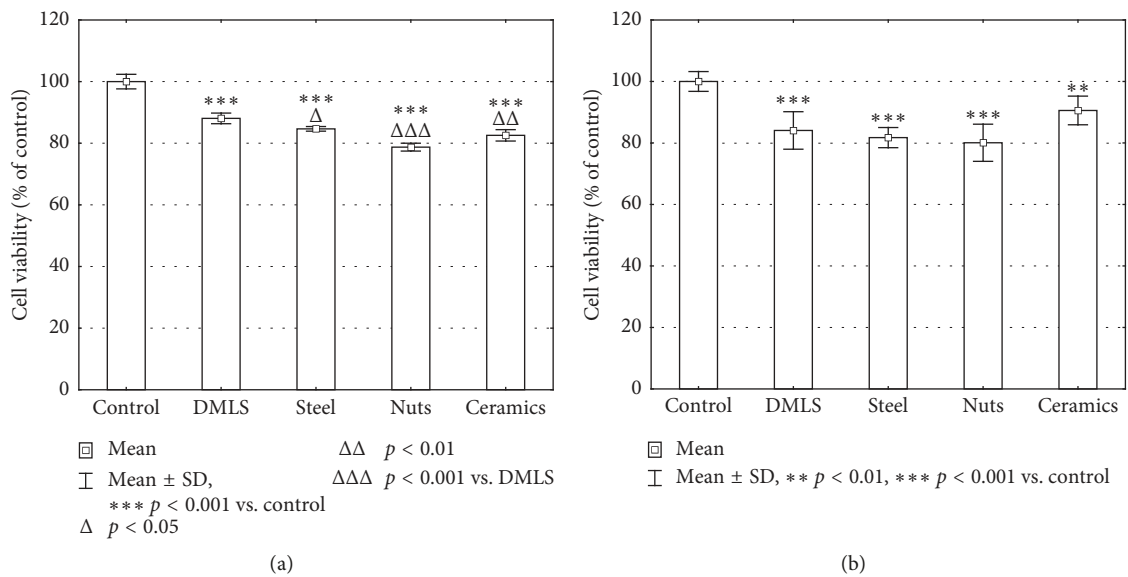 120
100
80
60
40
20
0
Cell viability (% of control)
***
***
Δ
***
ΔΔΔ
***
ΔΔ
Control DMLS Steel Nuts Ceramics
Mean
Mean ± SD,
*** p < 0.001 vs. control
Δ p < 0.05
ΔΔ p < 0.01
ΔΔΔ p < 0.001 vs. DMLS
(a)
120
100
80
60
40
20
0
Cell viability (% of control)
***
***
***
**
Control DMLS Steel Nuts Ceramics
Mean
Mean ± SD, ** p < 0.01, *** p < 0.001 vs. control
(b)